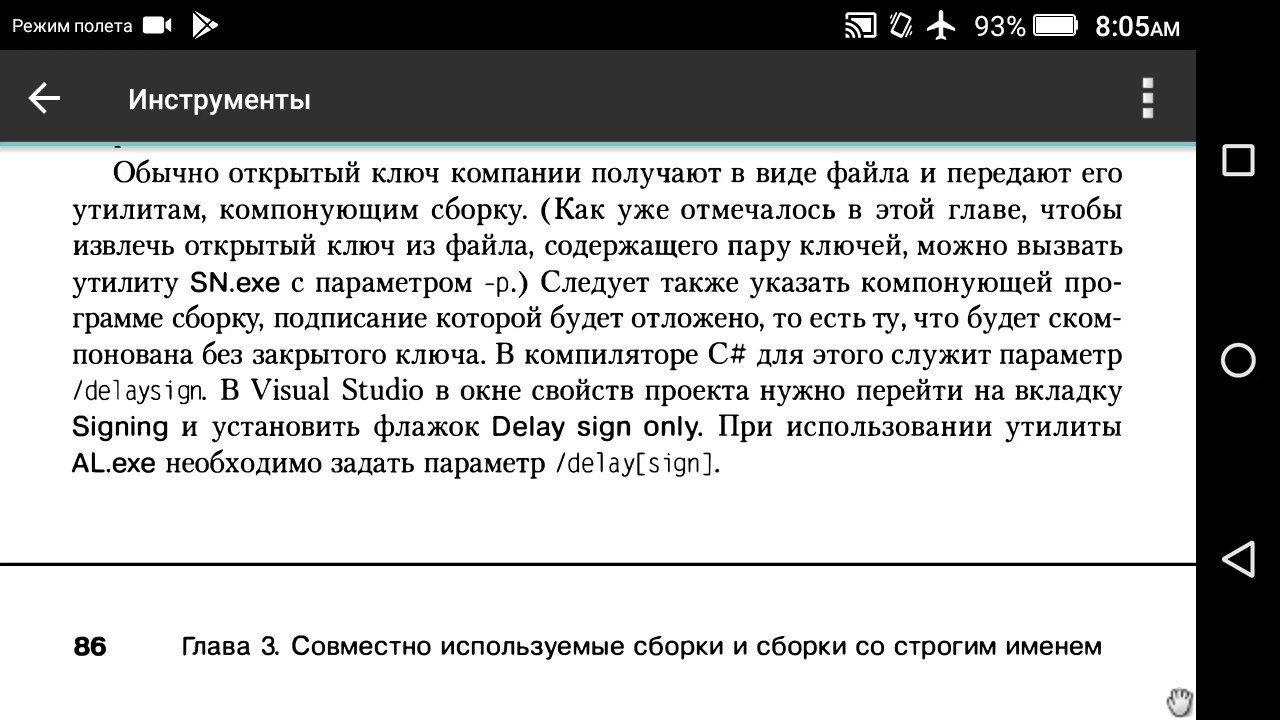 Режим полета 93% 8:05AM
Инструменты
Обычно открытый ключ компании получают в виде файла и передают его
утилитам, компонующим сборку. (Как уже отмечалось в этой главе, чтобы
извлечь открытый ключ из файла, содержащего пару ключей, можно вызвать
утилиту SN.exe с параметром -p.) Следует также указать компонующей про-
грамме сборку, подписание которой будет отложено, то есть ту, что будет ском-
понована без закрытого ключа. В компиляторе C# для этого служит параметр
/delaysign. В Visual Studio в окне свойств проекта нужно перейти на вкладку
Signing и установить флажок Delay sign only. При использовании утилиты
AL.exe необходимо задать параметр /delay[sign].
86 Глава 3. Совместно используемые сборки и сборки со строгим именем